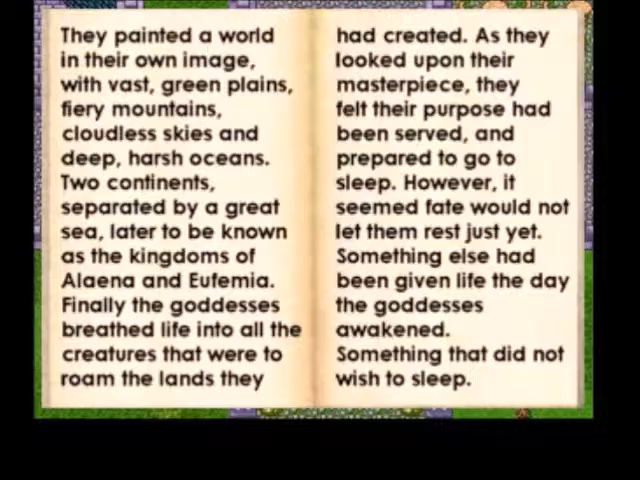 They painted a world
in their own image,
with vast, green plains,
fiery mountains,
cloudless skies and
deep, harsh oceans.
Two continents,
separated by a great
sea, later to be known
as the kingdoms of
Alaena and Eufemia.
Finally the goddesses
breathed life into all the
creatures that were to
roam the lands they
had created. As they
looked upon their
masterpiece, they
felt their purpose had
been served, and
prepared to go to
sleep. However, it
seemed fate would not
let them rest just yet.
Something else had
been given life the day
the goddesses
awakened.
Something that did not
wish to sleep.